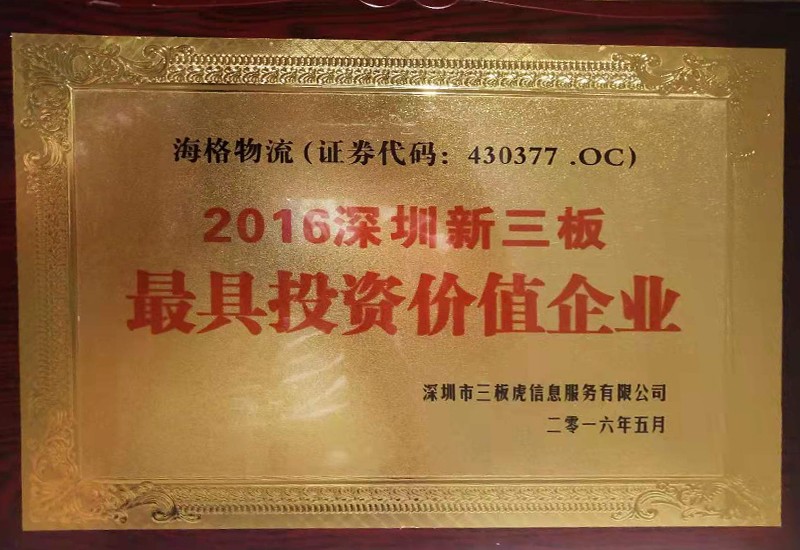 海格物流(证券代码：430377 .OC)
2016深圳新三板
最具投资价值企业
深圳市三板虎信息服务有限公司
二零一六年五月